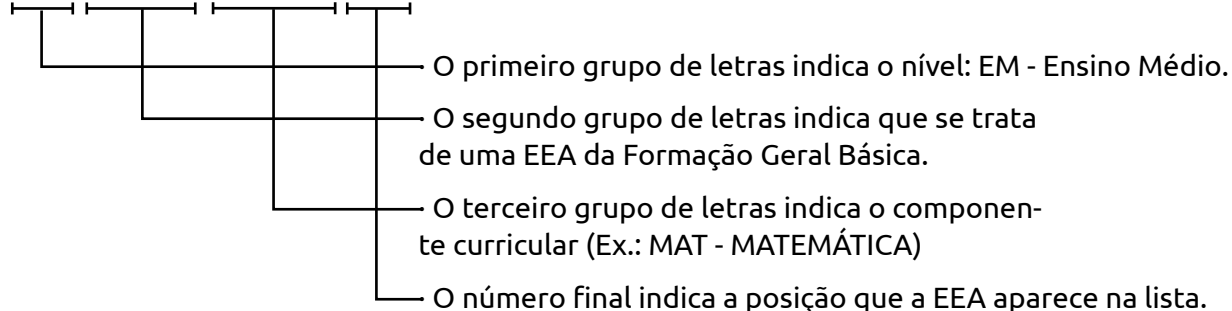 O primeiro grupo de letras indica o nível: EM - Ensino Médio.
O segundo grupo de letras indica que se trata
de uma EEA da Formação Geral Básica.
O terceiro grupo de letras indica o componen-
te curricular (Ex.: MAT - MATEMÁTICA)
O número final indica a posição que a EEA aparece na lista.